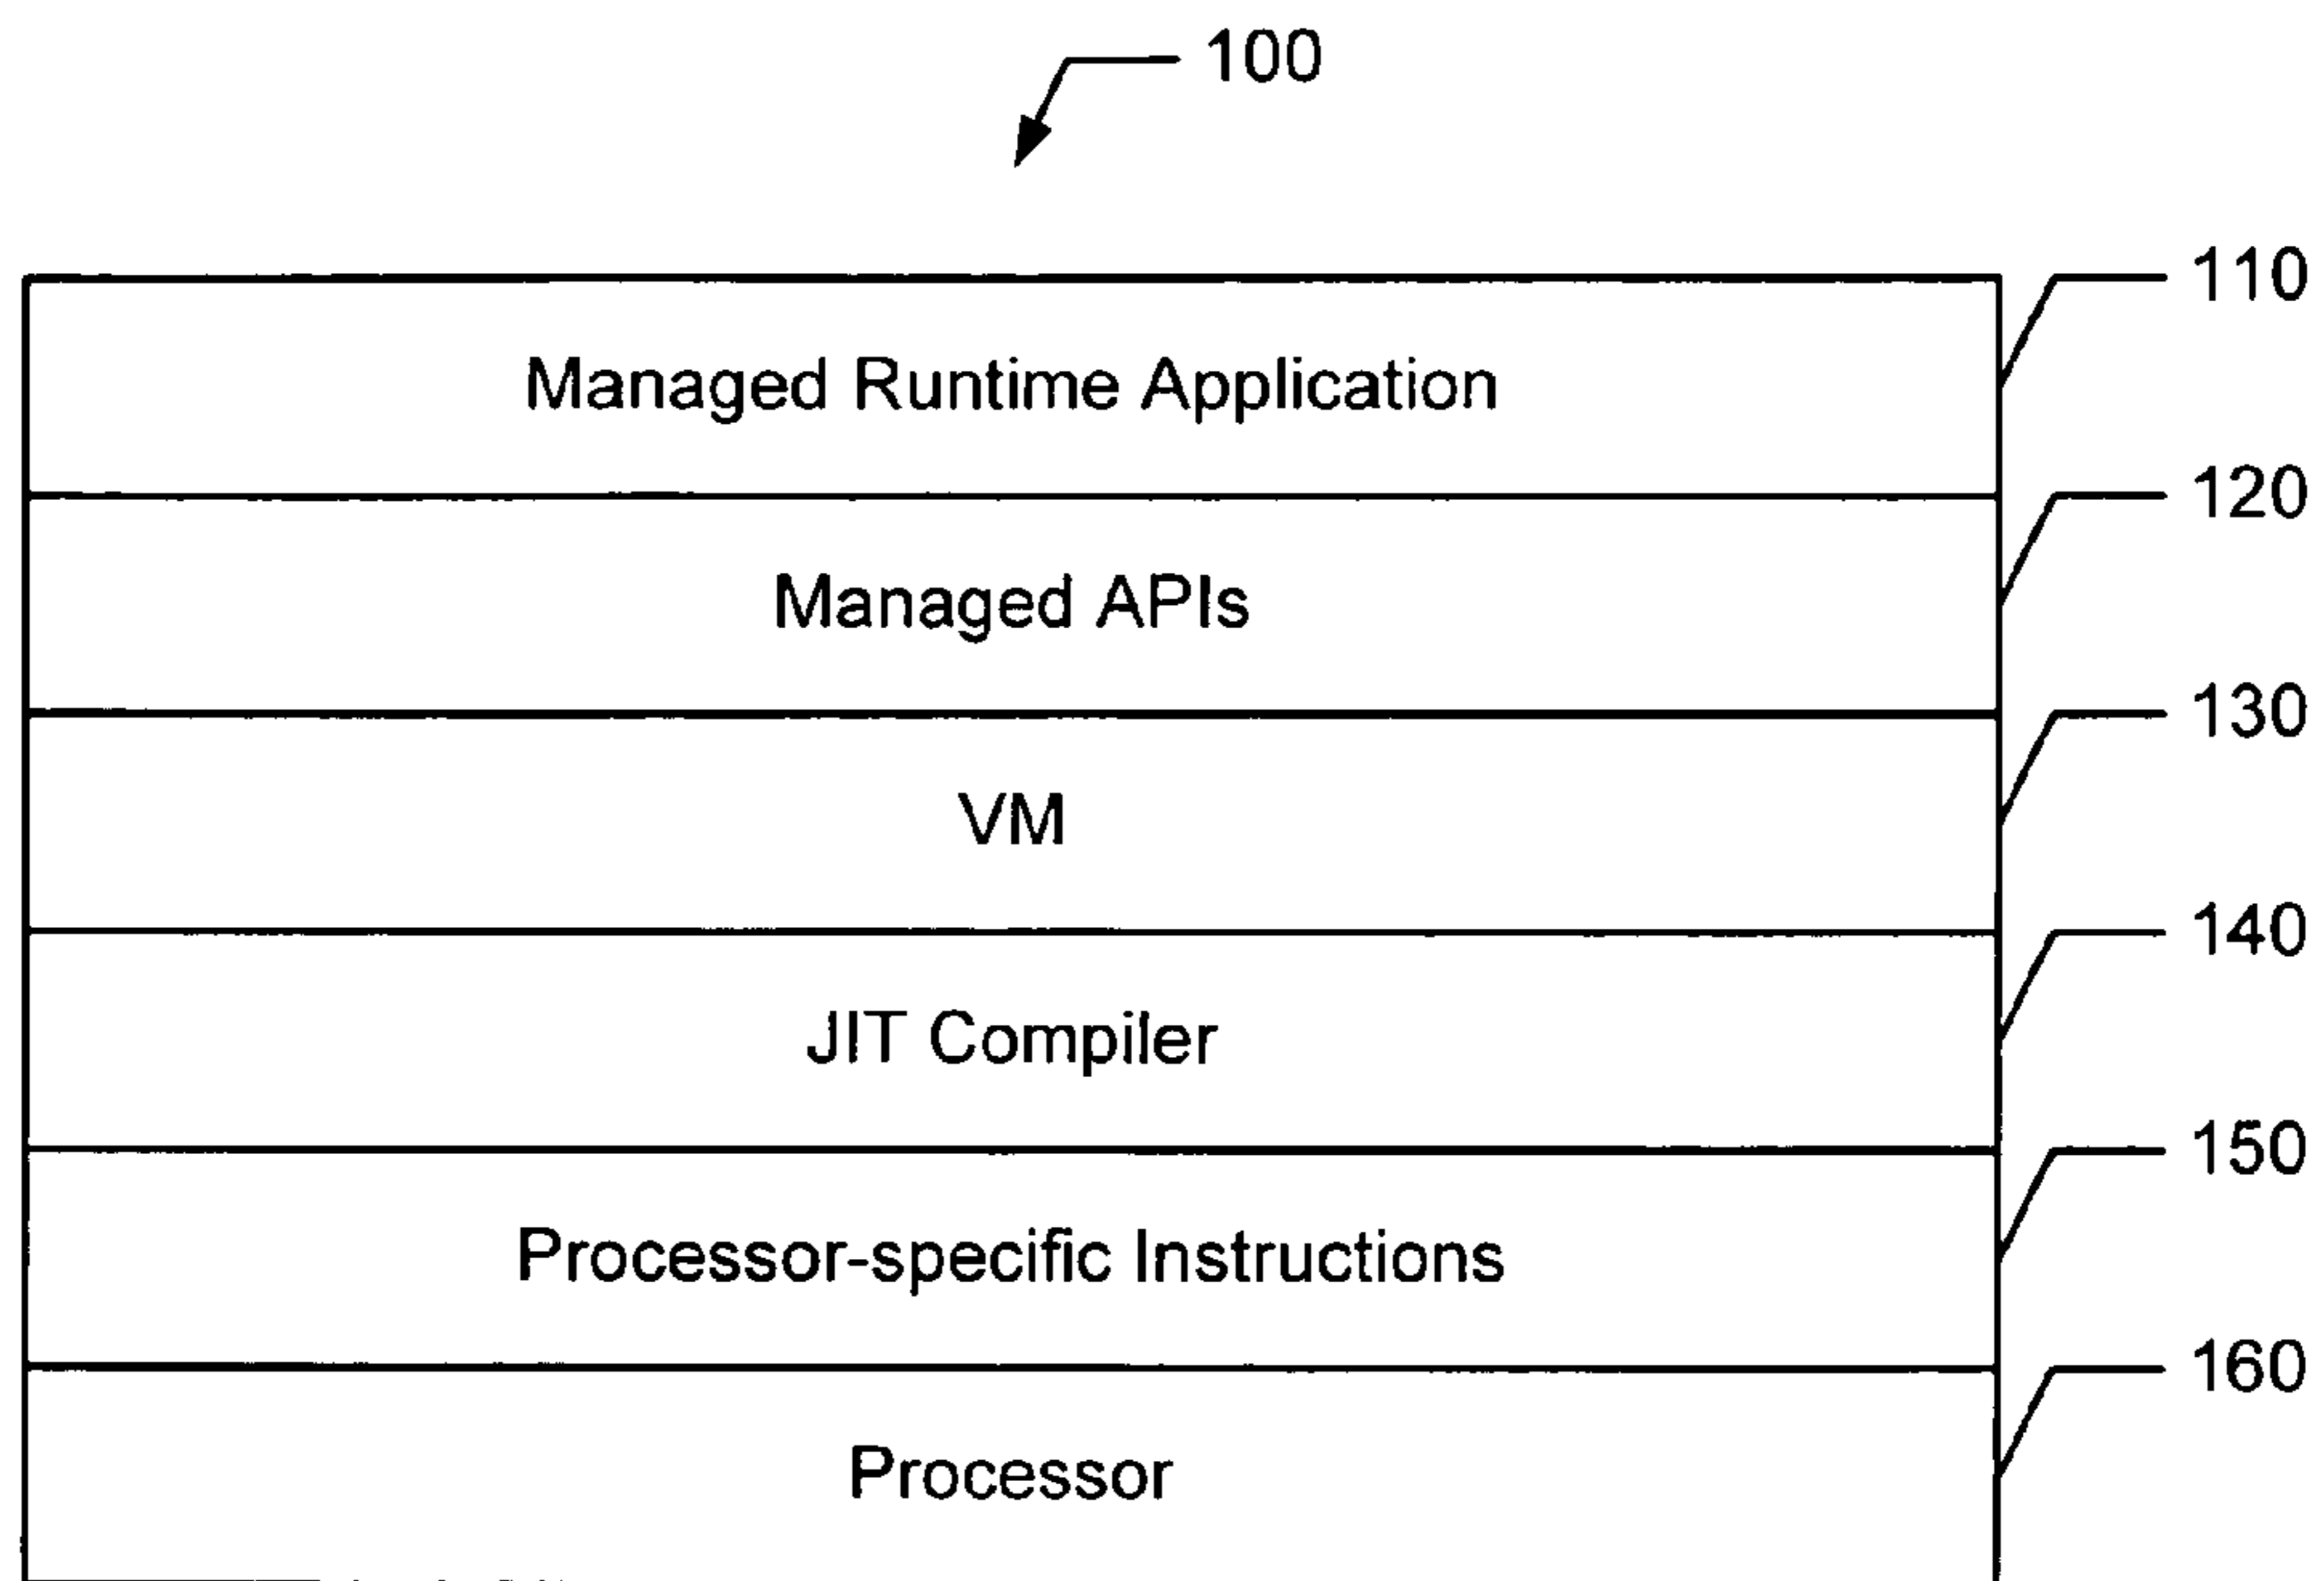 100
110
Managed Runtime Application
120
Managed APIs
130
VM
140
JIT Compiler
150
Processor-specific Instructions
160
Processor